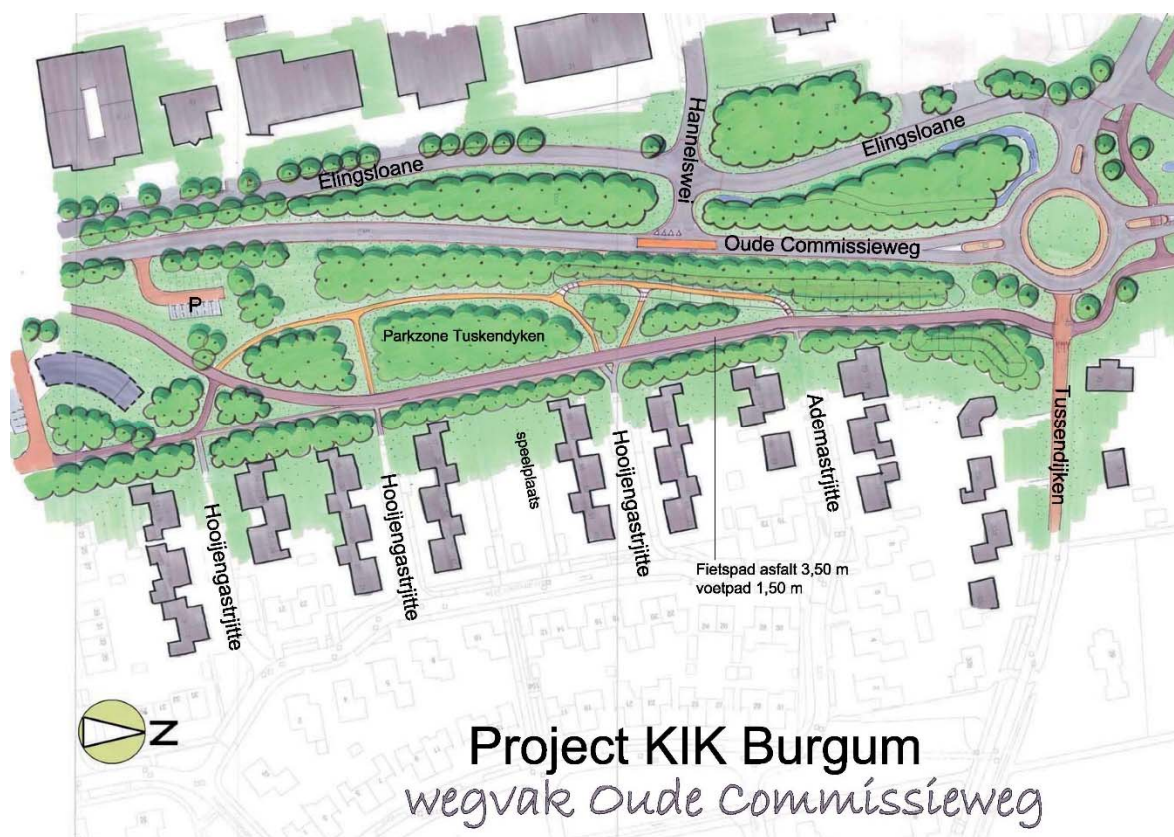 Hannelswei
Elingsloane
Elingsloane
Oude Commissieweg
P
Parkzone Tuskendyken
Tussendijken
Ademastrjitte
speelplaats
Hooijengastrjitte
Hooijengastrjitte
Hooijengastrjitte
Fietspad asfalt 3,50 m
voetpad 1,50 m
N
Project KIK Burgum
wegvak Oude Commissieweg